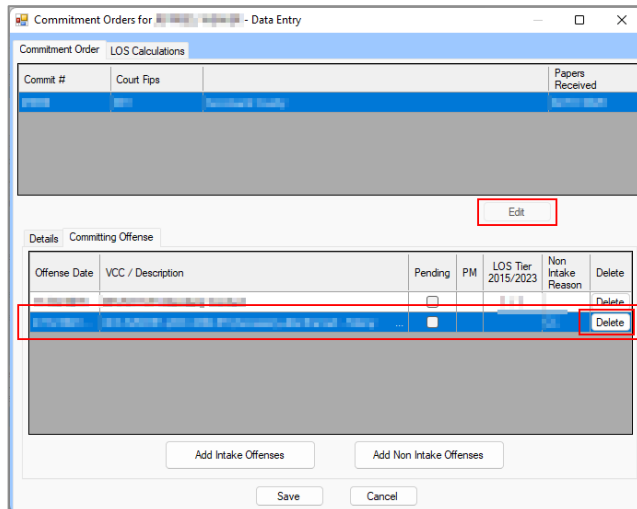 Commitment Orders for - Data Entry
Commitment Order LOS Calculations
Commit # Court Fips Papers Received
Edit
Details Committing Offense
Offense Date VCC / Description Pending PM LOS Tier 2015/2023 Non Intake Reason Delete
Delete
... Delete
Add Intake Offenses Add Non Intake Offenses
Save Cancel